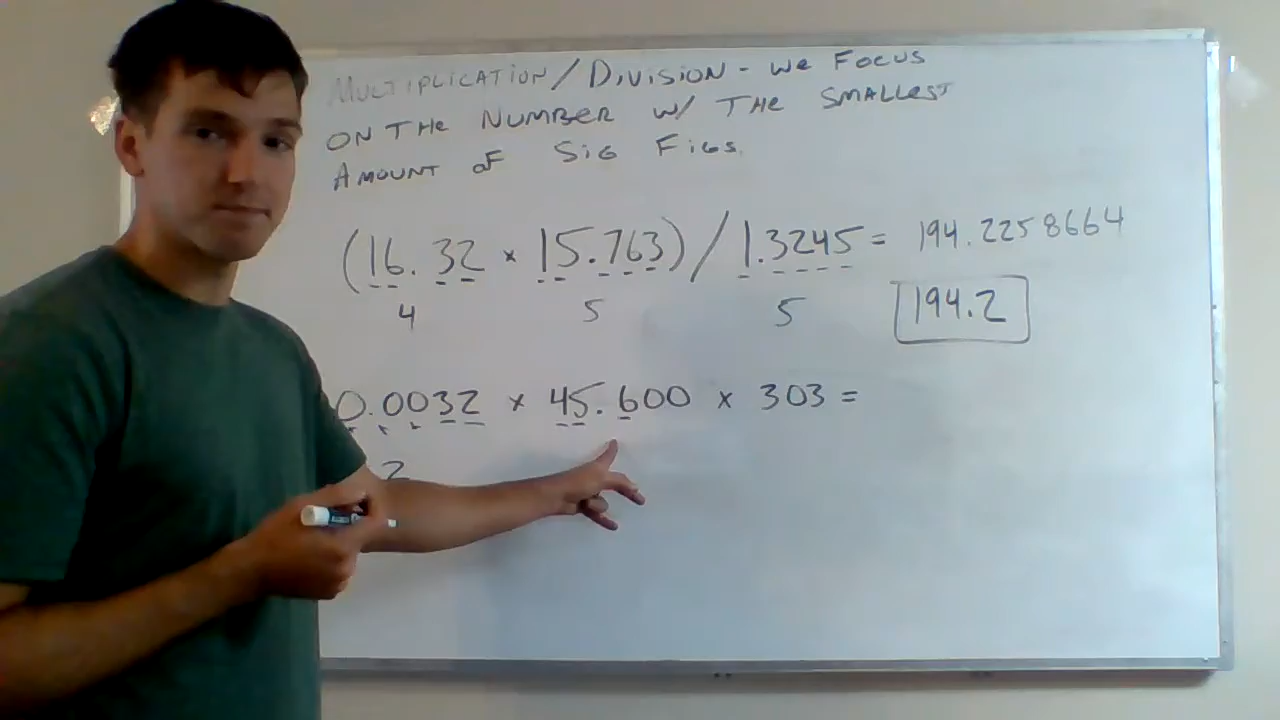 MULTIPLICATION/DIVISION - WE FOCUS
ON THE NUMBER W/ THE SMALLEST
AMOUNT OF SIG FIGS.
(16.32 × 15.763) / 1.3245 = 194.2258664
4 5 5 194.2
0.0032 × 45.600 × 303 =
2